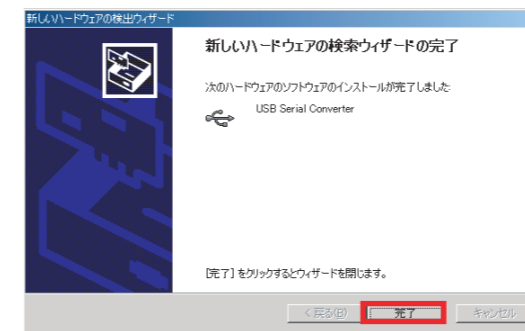 新しいハードウェアの検出ウィザード
新しいハードウェアの検索ウィザードの完了
次のハードウェアのソフトウェアのインストールが完了しました:
USB Serial Converter
[完了] をクリックするとウィザードを閉じます。
< 戻る(B)
完了
キャンセル